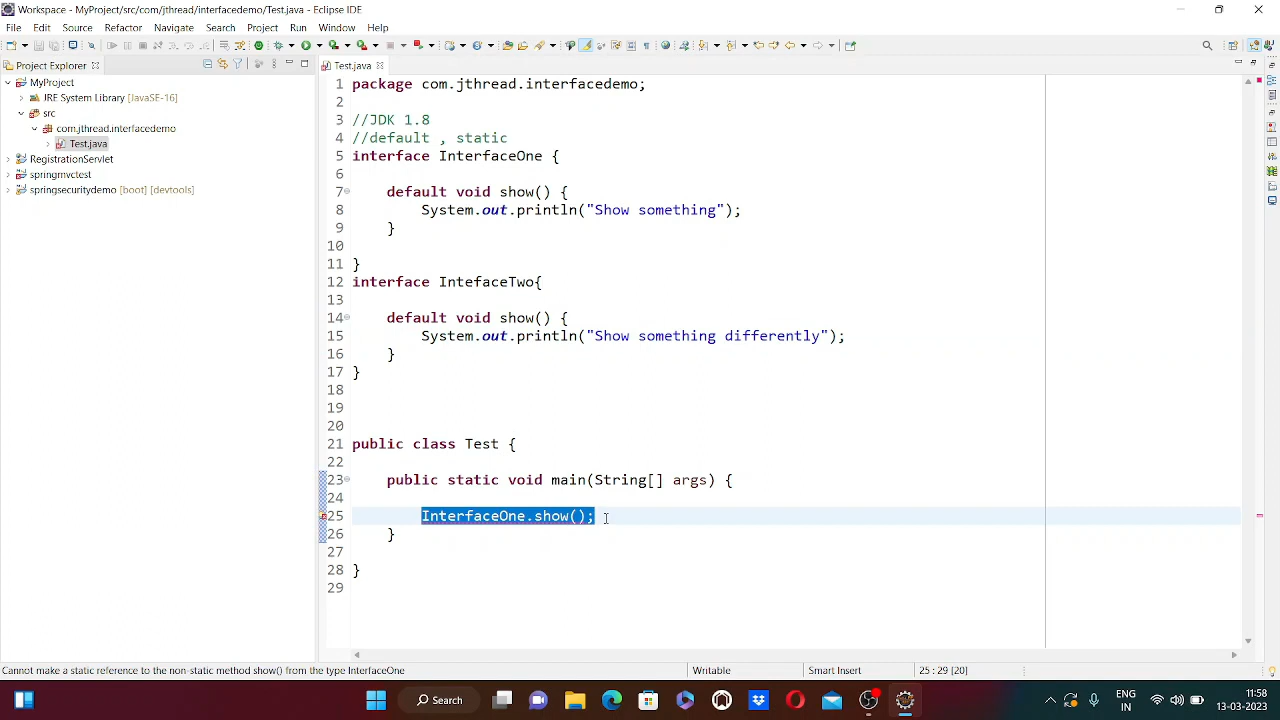 Workspace - MyProject/src/com/jthread/interfacedemo/Test.java - Eclipse IDE
File Edit Source Refactor Navigate Search Project Run Window Help
Project Explorer
MyProject
JRE System Library [JavaSE-16]
src
com.jthread.interfacedemo
Test.java
RegistrationServlet
springmvctest
springsecuritydemo [boot] [devtools]
Test.java
1 package com.jthread.interfacedemo;
2
3 //JDK 1.8
4 //default , static
5 interface InterfaceOne {
6
7 default void show() {
8 System.out.println("Show something");
9 }
10
11 }
12 interface IntefaceTwo{
13
14 default void show() {
15 System.out.println("Show something differently");
16 }
17 }
18
19
20
21 public class Test {
22
23 public static void main(String[] args) {
24
25 InterfaceOne.show();
26 }
27
28 }
29
Cannot make a static reference to the non-static method show() from the type InterfaceOne
Writable
Smart Insert
25 : 29 [20]
Search
ENG
IN
11:58
13-03-2023